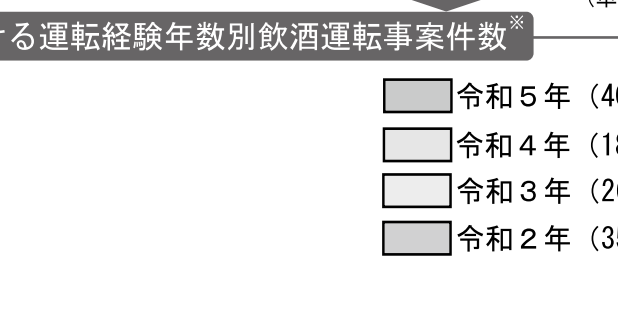 ける運転経験年数別飲酒運転事案件数※
令和５年（4
令和４年（1
令和３年（2
令和２年（3